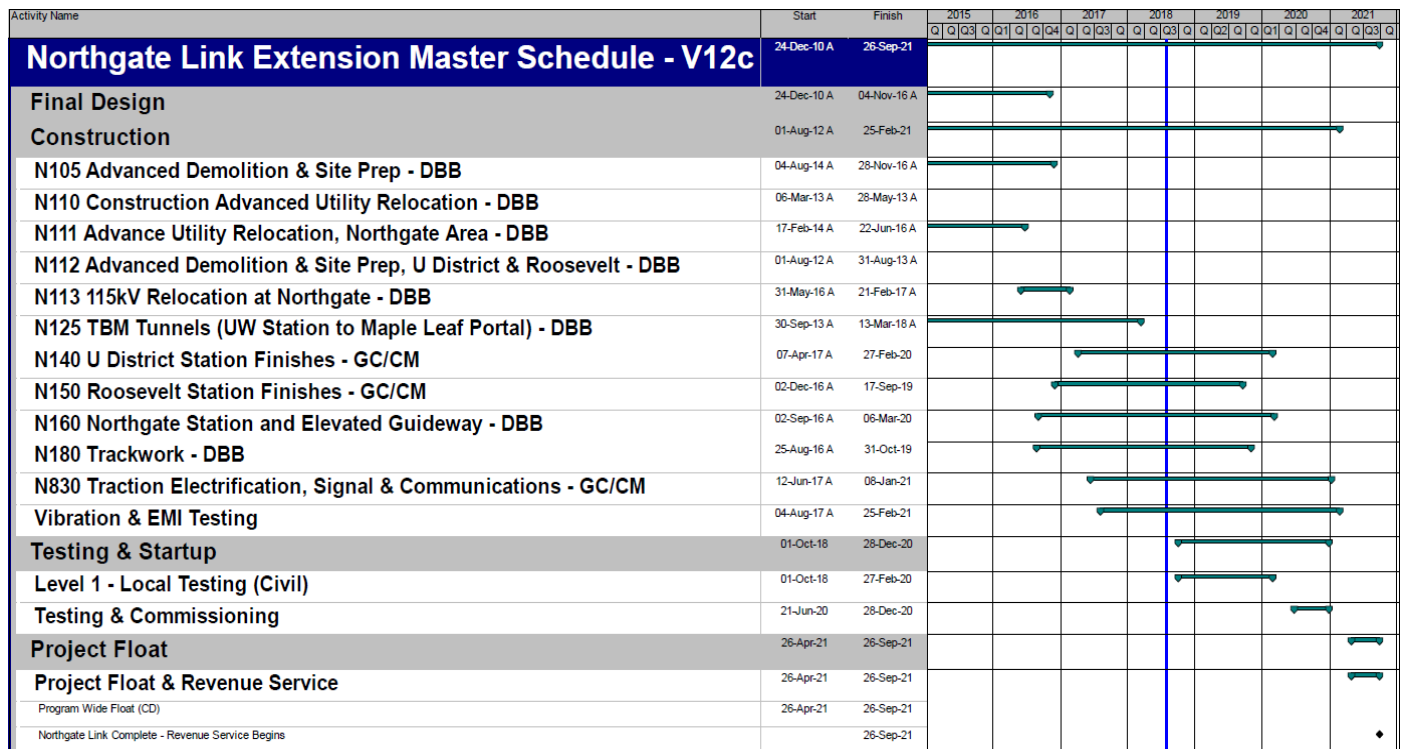 Activity Name Start Finish 2015 2016 2017 2018 2019 2020 2021
Q Q Q3 Q Q1 Q Q Q4 Q Q Q3 Q Q Q Q3 Q Q Q2 Q Q Q1 Q Q Q4 Q Q Q3 Q
Northgate Link Extension Master Schedule - V12c 24-Dec-10 A 26-Sep-21
Final Design 24-Dec-10 A 04-Nov-16 A
Construction 01-Aug-12 A 25-Feb-21
N105 Advanced Demolition & Site Prep - DBB 04-Aug-14 A 28-Nov-16 A
N110 Construction Advanced Utility Relocation - DBB 06-Mar-13 A 28-May-13 A
N111 Advance Utility Relocation, Northgate Area - DBB 17-Feb-14 A 22-Jun-16 A
N112 Advanced Demolition & Site Prep, U District & Roosevelt - DBB 01-Aug-12 A 31-Aug-13 A
N113 115kV Relocation at Northgate - DBB 31-May-16 A 21-Feb-17 A
N125 TBM Tunnels (UW Station to Maple Leaf Portal) - DBB 30-Sep-13 A 13-Mar-18 A
N140 U District Station Finishes - GC/CM 07-Apr-17 A 27-Feb-20
N150 Roosevelt Station Finishes - GC/CM 02-Dec-16 A 17-Sep-19
N160 Northgate Station and Elevated Guideway - DBB 02-Sep-16 A 06-Mar-20
N180 Trackwork - DBB 25-Aug-16 A 31-Oct-19
N830 Traction Electrification, Signal & Communications - GC/CM 12-Jun-17 A 08-Jan-21
Vibration & EMI Testing 04-Aug-17 A 25-Feb-21
Testing & Startup 01-Oct-18 28-Dec-20
Level 1 - Local Testing (Civil) 01-Oct-18 27-Feb-20
Testing & Commissioning 21-Jun-20 28-Dec-20
Project Float 26-Apr-21 26-Sep-21
Project Float & Revenue Service 26-Apr-21 26-Sep-21
Program Wide Float (CD) 26-Apr-21 26-Sep-21
Northgate Link Complete - Revenue Service Begins 26-Sep-21